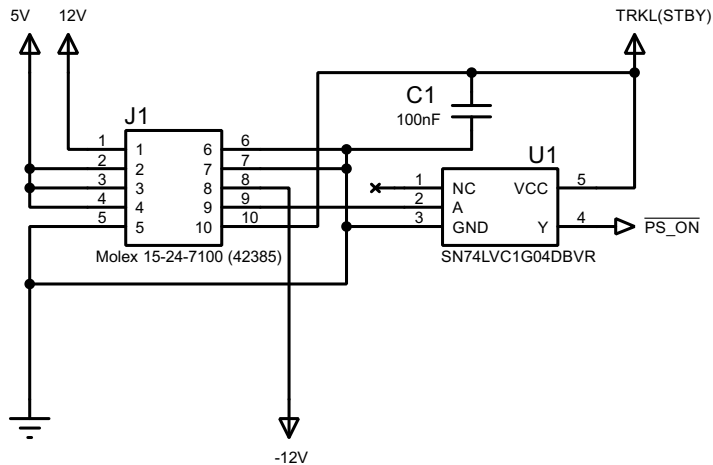 5V 12V TRKL(STBY)
J1
C1
100nF
U1
1 1 6 6
2 2 7 7
3 3 8 8
4 4 9 9
5 5 10 10
1 NC VCC 5
2 A
3 GND Y 4
PS_ON
Molex 15-24-7100 (42385)
SN74LVC1G04DBVR
-12V